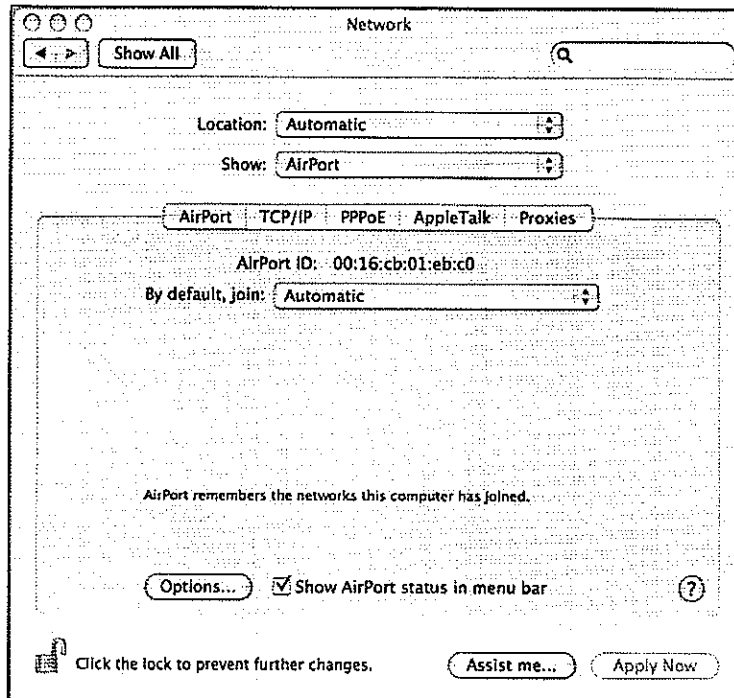 Network
Show All
Location: Automatic
Show: AirPort
AirPort TCP/IP PPPoE AppleTalk Proxies
AirPort ID: 00:16:cb:01:eb:c0
By default, join: Automatic
AirPort remembers the networks this computer has joined.
Options... Show AirPort status in menu bar ?
Click the lock to prevent further changes. Assist me... Apply Now